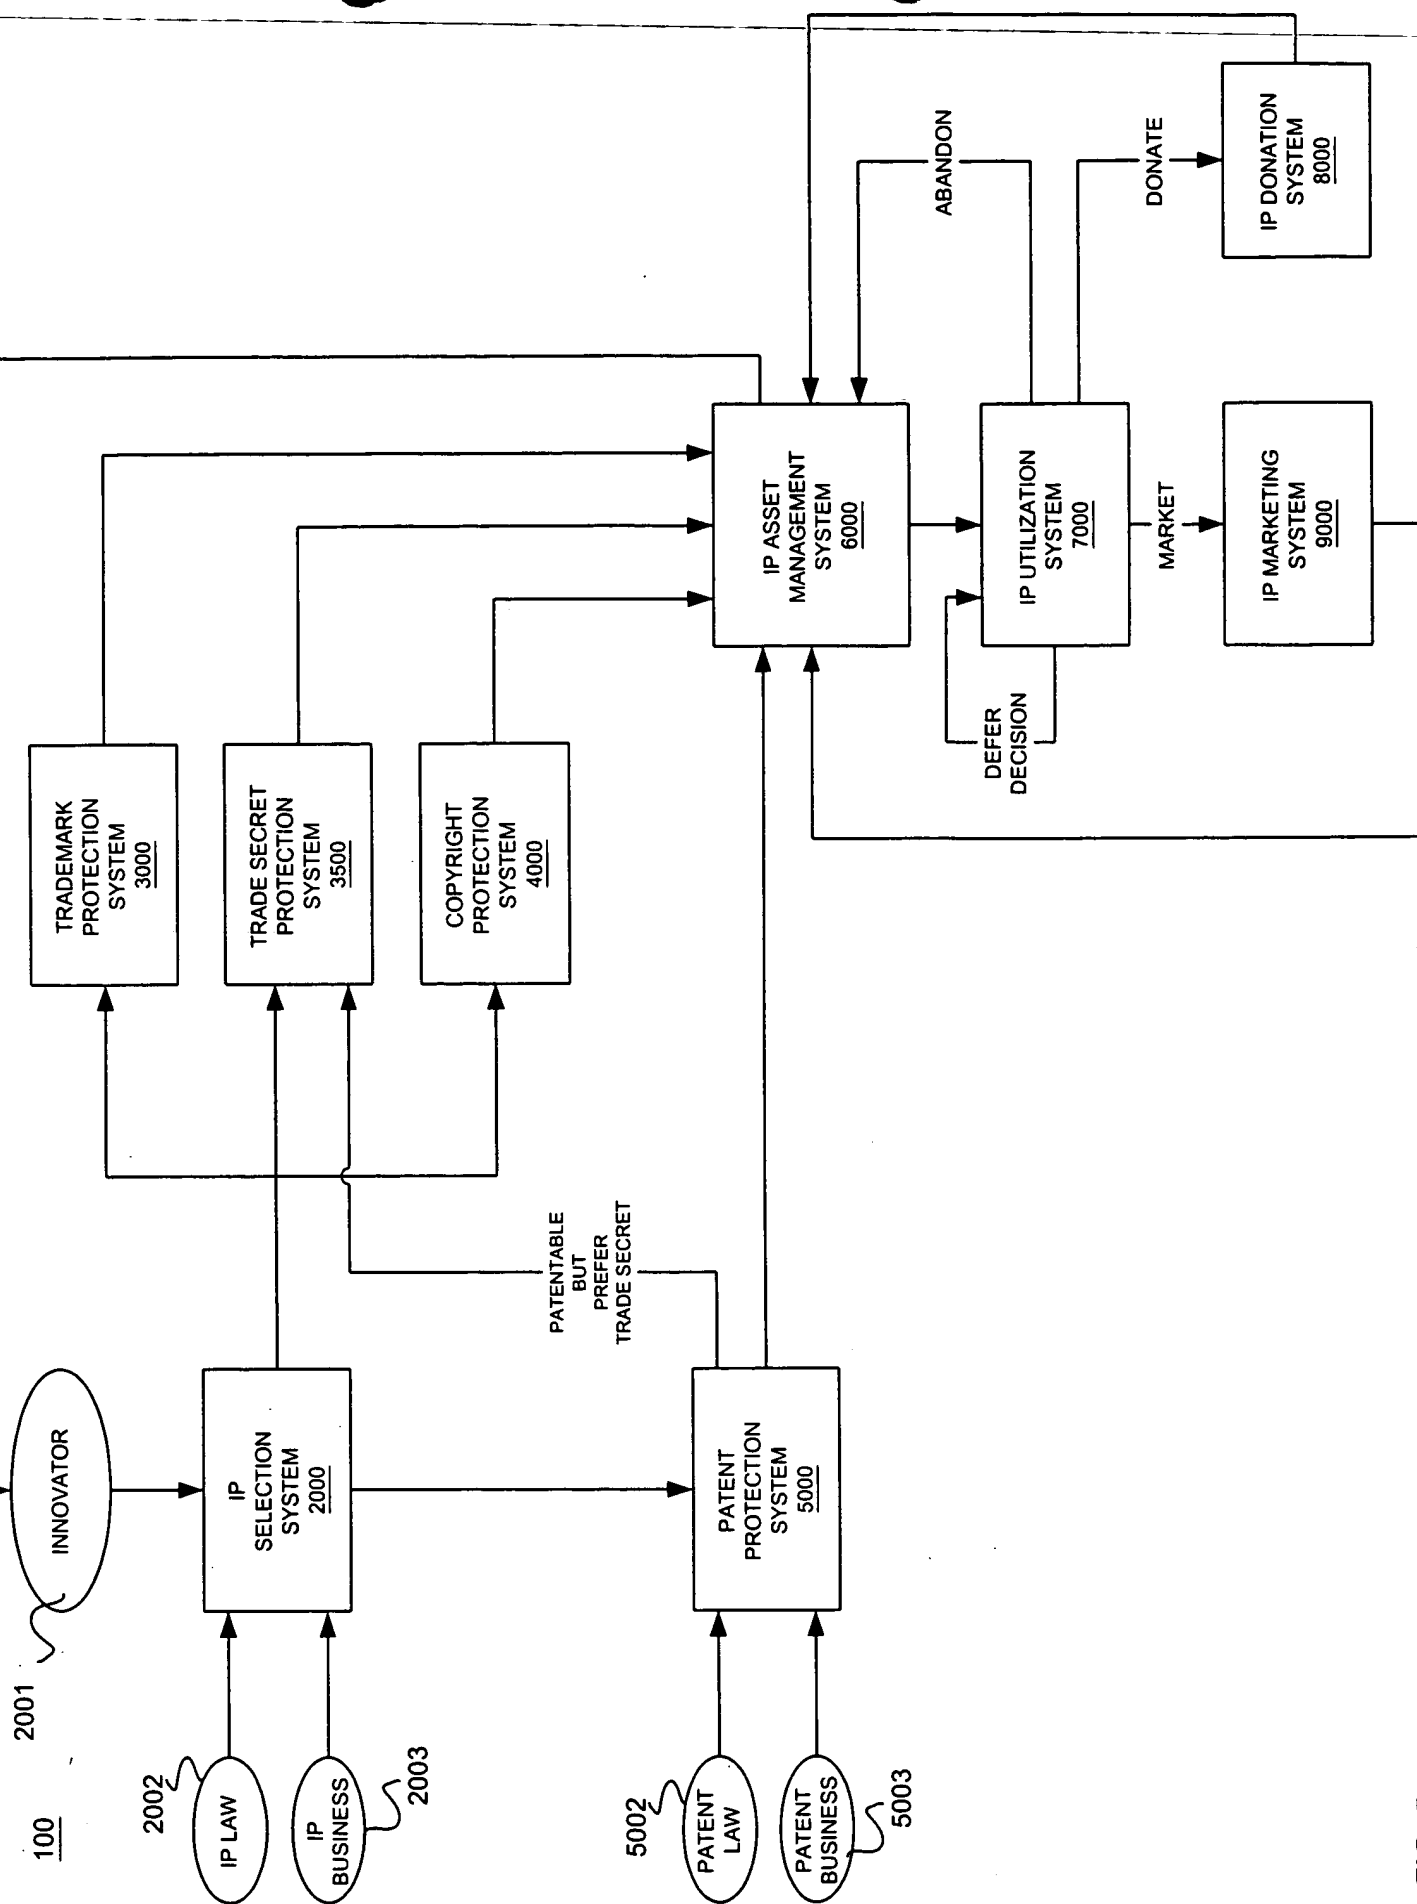 100
2001
INNOVATOR
2002
IP LAW
IP
BUSINESS
2003
IP
SELECTION
SYSTEM
2000
TRADEMARK
PROTECTION
SYSTEM
3000
TRADE SECRET
PROTECTION
SYSTEM
3500
COPYRIGHT
PROTECTION
SYSTEM
4000
PATENTABLE
BUT
PREFER
TRADE SECRET
5002
PATENT
LAW
PATENT
BUSINESS
5003
PATENT
PROTECTION
SYSTEM
5000
IP ASSET
MANAGEMENT
SYSTEM
6000
ABANDON
DEFER
DECISION
IP UTILIZATION
SYSTEM
7000
DONATE
MARKET
IP DONATION
SYSTEM
8000
IP MARKETING
SYSTEM
9000